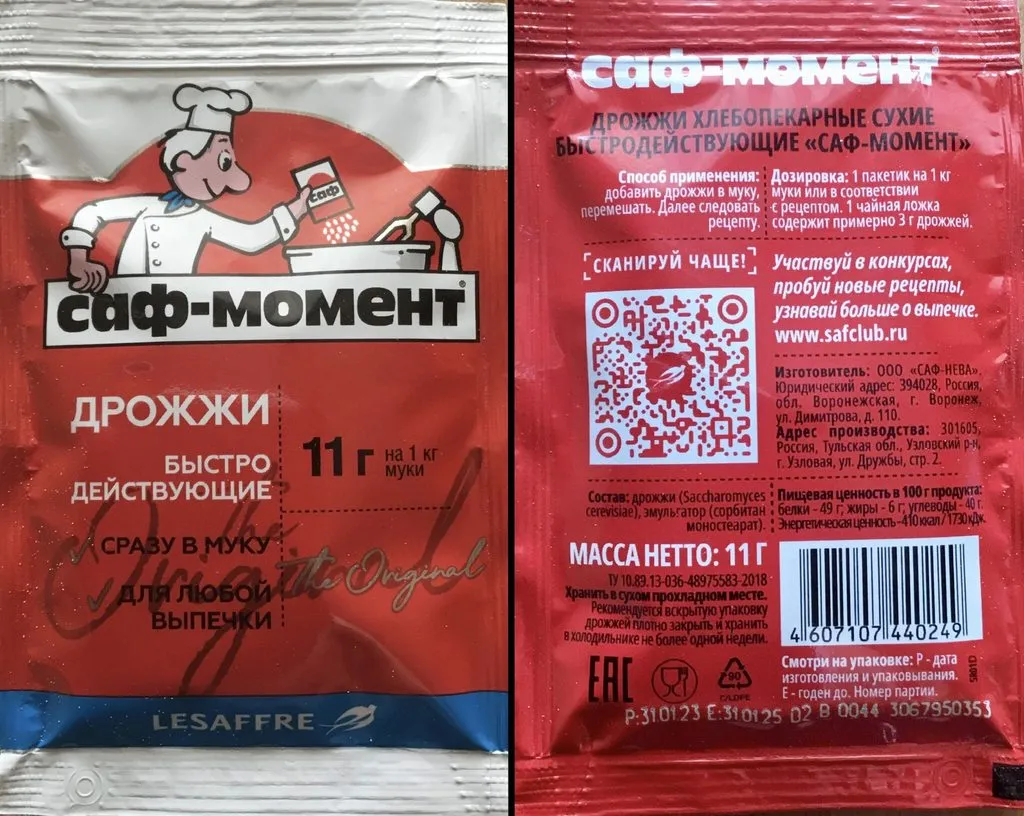 саф
саф-момент®
ДРОЖЖИ
БЫСТРО
ДЕЙСТВУЮЩИЕ
11 г на 1 кг
муки
The Original
✓ СРАЗУ В МУКУ
The Original
✓ ДЛЯ ЛЮБОЙ
ВЫПЕЧКИ
LESAFFRE
саф-момент®
ДРОЖЖИ ХЛЕБОПЕКАРНЫЕ СУХИЕ
БЫСТРОДЕЙСТВУЮЩИЕ «САФ-МОМЕНТ»
Способ применения:
добавить дрожжи в муку,
перемешать. Далее следовать
рецепту.
Дозировка: 1 пакетик на 1 кг
муки или в соответствии
с рецептом. 1 чайная ложка
содержит примерно 3 г дрожжей.
СКАНИРУЙ ЧАЩЕ!
Участвуй в конкурсах,
пробуй новые рецепты,
узнавай больше о выпечке.
www.safclub.ru
Изготовитель: ООО «САФ-НЕВА».
Юридический адрес: 394028, Россия,
обл. Воронежская, г. Воронеж,
ул. Димитрова, д. 110.
Адрес производства: 301605,
Россия, Тульская обл., Узловский р-н,
г. Узловая, ул. Дружбы, стр. 2.
Состав: дрожжи (Saccharomyces
cerevisiae), эмульгатор (сорбитан
моностеарат).
Пищевая ценность в 100 г продукта:
белки - 49 г; жиры - 6 г; углеводы - 40 г.
Энергетическая ценность - 410 ккал / 1730 кДж.
МАССА НЕТТО: 11 Г
ТУ 10.89.13-036-48975583-2018
Хранить в сухом прохладном месте.
Рекомендуется вскрытую упаковку
дрожжей плотно закрыть и хранить
в холодильнике не более одной недели.
4 607107 440249
EAC
90
C/LDPE
Смотри на упаковке: P - дата
изготовления и упаковывания.
E - годен до. Номер партии.
5801D
P:310123 E:310125 02 B 0044 3067950353